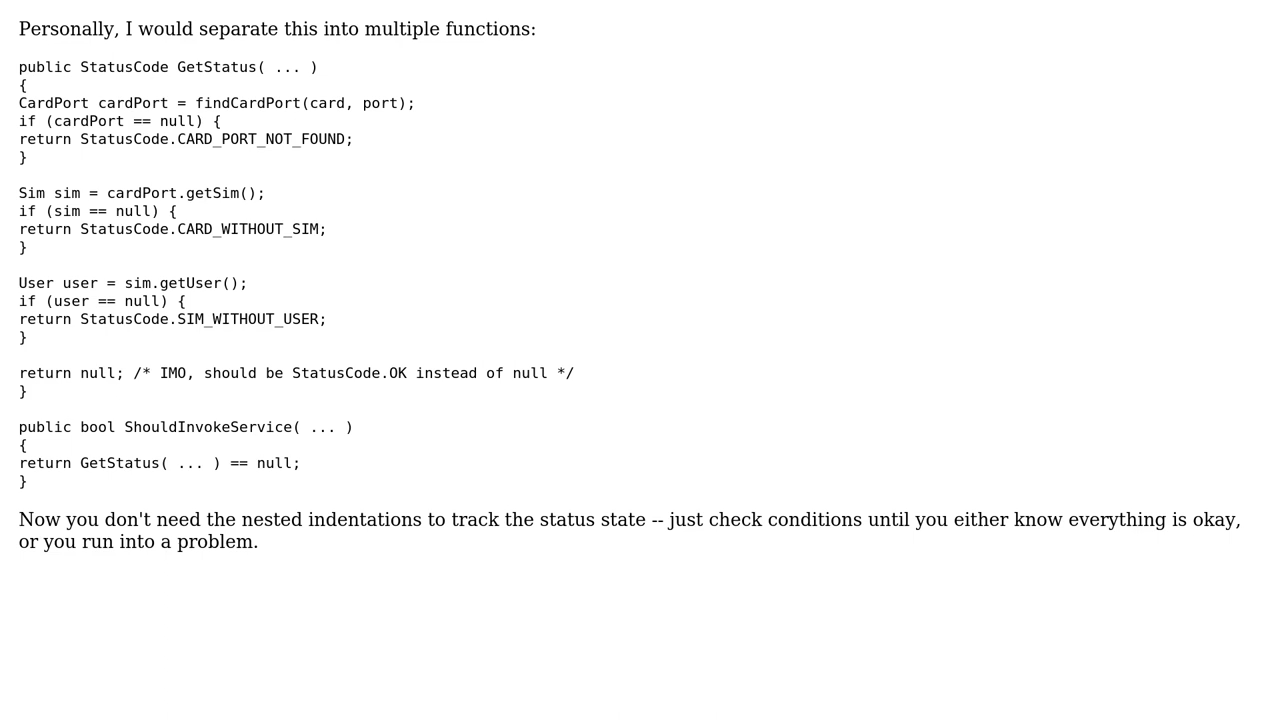 Personally, I would separate this into multiple functions:
public StatusCode GetStatus( ... )
{
CardPort cardPort = findCardPort(card, port);
if (cardPort == null) {
return StatusCode.CARD_PORT_NOT_FOUND;
}
Sim sim = cardPort.getSim();
if (sim == null) {
return StatusCode.CARD_WITHOUT_SIM;
}
User user = sim.getUser();
if (user == null) {
return StatusCode.SIM_WITHOUT_USER;
}
return null; /* IMO, should be StatusCode.OK instead of null */
}
public bool ShouldInvokeService( ... )
{
return GetStatus( ... ) == null;
}
Now you don't need the nested indentations to track the status state -- just check conditions until you either know everything is okay,
or you run into a problem.